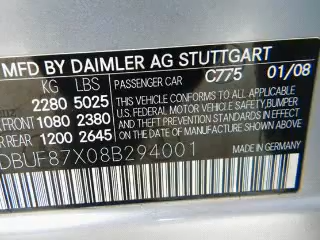 MFD BY DAIMLER AG STUTTGART
KG LBS PASSENGER CAR C775 01/08
2280 5025 THIS VEHICLE CONFORMS TO ALL APPLICABLE
FRONT 1080 2380 U.S. FEDERAL MOTOR VEHICLE SAFETY,
REAR 1200 2645 BUMPER, AND THEFT PREVENTION STANDARDS
DBUF87X08B294001 IN EFFECT ON THE DATE OF
MANUFACTURE SHOWN ABOVE.
MADE IN GERMANY